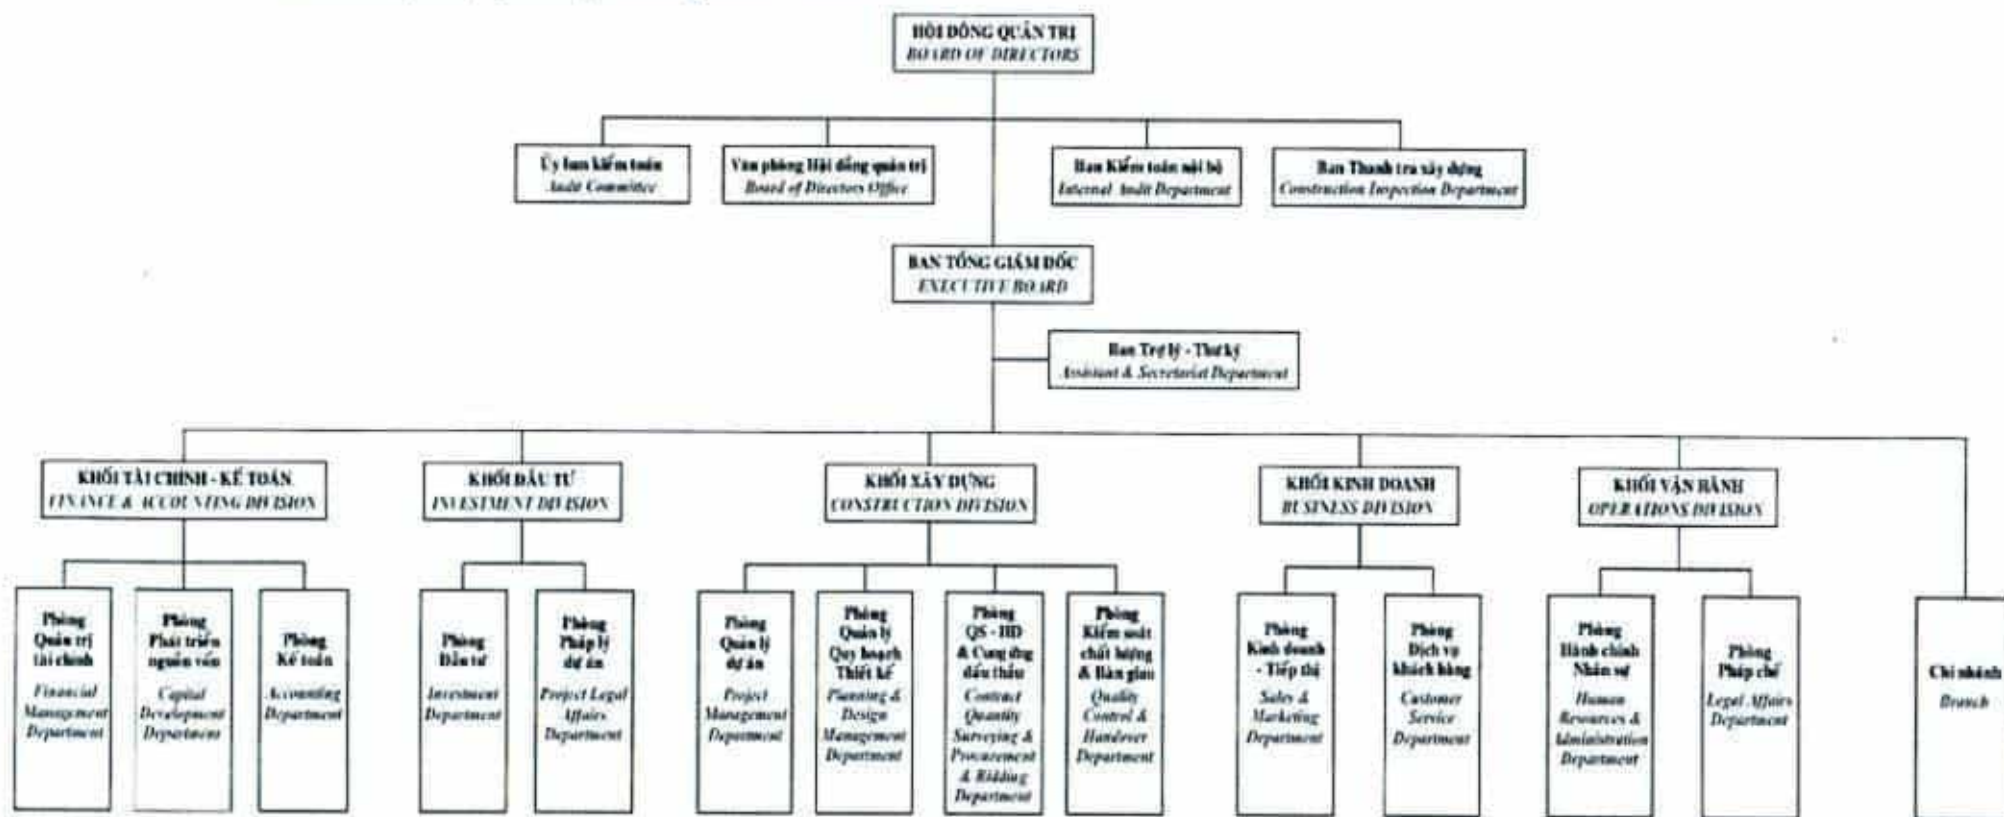 HỘI ĐỒNG QUẢN TRỊ
BOARD OF DIRECTORS
Ủy ban kiểm toán
Audit Committee
Văn phòng Hội đồng quản trị
Board of Directors Office
Ban Kiểm toán nội bộ
Internal Audit Department
Ban Thanh tra xây dựng
Construction Inspection Department
BAN TỔNG GIÁM ĐỐC
EXECUTIVE BOARD
Ban Trợ lý - Thư ký
Assistant & Secretariat Department
KHỐI TÀI CHÍNH - KẾ TOÁN
FINANCE & ACCOUNTING DIVISION
KHỐI ĐẦU TƯ
INVESTMENT DIVISION
KHỐI XÂY DỰNG
CONSTRUCTION DIVISION
KHỐI KINH DOANH
BUSINESS DIVISION
KHỐI VẬN HÀNH
OPERATIONS DIVISION
Phòng
Quản trị
tài chính
Financial
Management
Department
Phòng
Phát triển
nguồn vốn
Capital
Development
Department
Phòng
Kế toán
Accounting
Department
Phòng
Đầu tư
Investment
Department
Phòng
Pháp lý
dự án
Project Legal
Affairs
Department
Phòng
Quản lý
dự án
Project
Management
Department
Phòng
Quản lý
Quy hoạch
Thiết kế
Planning &
Design
Management
Department
Phòng
QS - HĐ
& Cung ứng
đấu thầu
Contract
Quantity
Surveying &
Procurement
& Bidding
Department
Phòng
Kiểm soát
chất lượng
& Bàn giao
Quality
Control &
Handover
Department
Phòng
Kinh doanh
- Tiếp thị
Sales &
Marketing
Department
Phòng
Dịch vụ
khách hàng
Customer
Service
Department
Phòng
Hành chính
Nhân sự
Human
Resources &
Administration
Department
Phòng
Pháp chế
Legal Affairs
Department
Chi nhánh
Branch